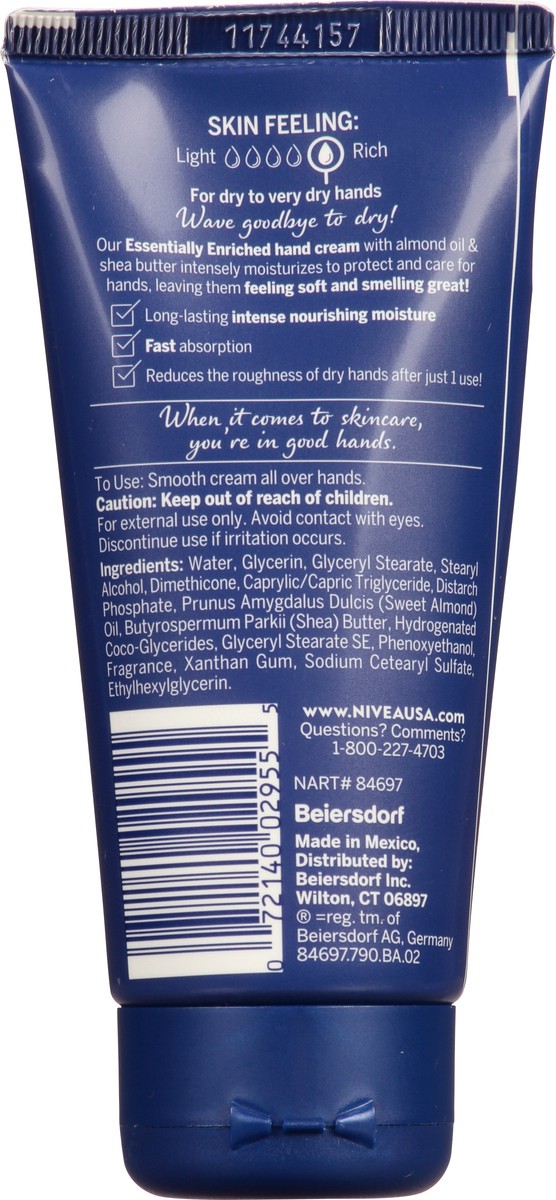 11744157
SKIN FEELING:
Light Rich
For dry to very dry hands
Wave goodbye to dry!
Our Essentially Enriched hand cream with almond oil &
shea butter intensely moisturizes to protect and care for
hands, leaving them feeling soft and smelling great!
Long-lasting intense nourishing moisture
Fast absorption
Reduces the roughness of dry hands after just 1 use!
When it comes to skincare,
you're in good hands.
To Use: Smooth cream all over hands.
Caution: Keep out of reach of children.
For external use only. Avoid contact with eyes.
Discontinue use if irritation occurs.
Ingredients: Water, Glycerin, Glyceryl Stearate, Stearyl
Alcohol, Dimethicone, Caprylic/Capric Triglyceride, Distarch
Phosphate, Prunus Amygdalus Dulcis (Sweet Almond)
Oil, Butyrospermum Parkii (Shea) Butter, Hydrogenated
Coco-Glycerides, Glyceryl Stearate SE, Phenoxyethanol,
Fragrance, Xanthan Gum, Sodium Cetearyl Sulfate,
Ethylhexylglycerin.
0 72140 02955 5
www.NIVEAUSA.com
Questions? Comments?
1-800-227-4703
NART# 84697
Beiersdorf
Made in Mexico,
Distributed by:
Beiersdorf Inc.
Wilton, CT 06897
® =reg. tm. of
Beiersdorf AG, Germany
84697.790.BA.02